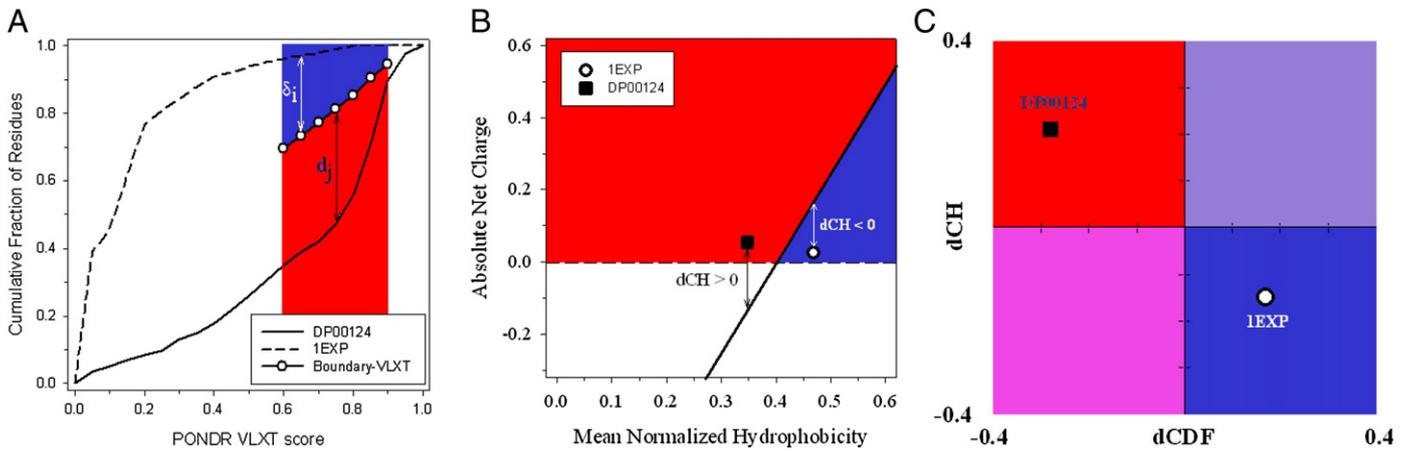 A
Cumulative Fraction of Residues
1.0
0.8
0.6
0.4
0.2
0.0
δi
dj
DP00124
1EXP
Boundary-VLXT
0.0 0.2 0.4 0.6 0.8 1.0
PONDR VLXT score
B
Absolute Net Charge
0.6
0.4
0.2
0.0
-0.2
1EXP
DP00124
dCH < 0
dCH > 0
0.0 0.1 0.2 0.3 0.4 0.5 0.6
Mean Normalized Hydrophobicity
C
0.4
dCH
DP00124
1EXP
-0.4
-0.4 dCDF 0.4